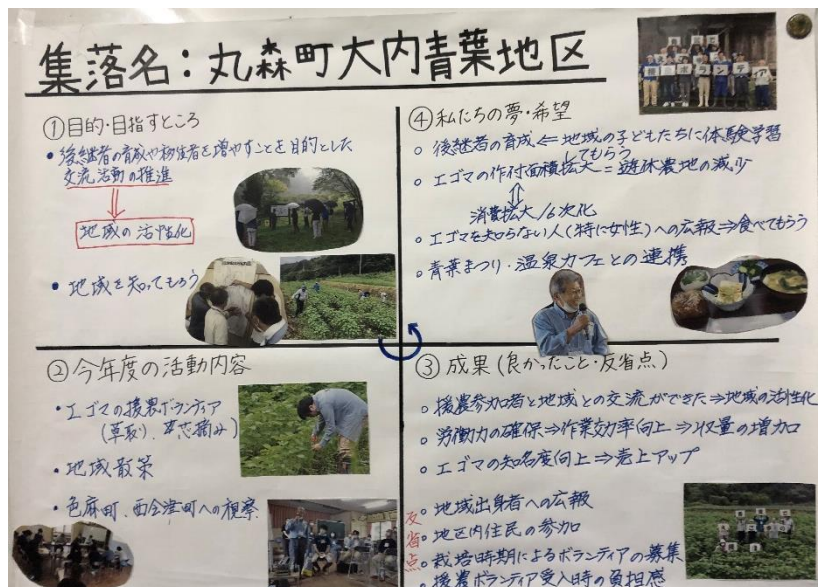 集落名：丸森町大内青葉地区
①目的・目指すところ
・後継者の育成や移住者を増やすことを目的とした
交流活動の推進
⇓
地域の活性化
・地域を知ってもらう
②今年度の活動内容
・エゴマの援農ボランティア
(草取り、芯摘み)
・地域散策
・色麻町、西会津町への視察
③成果(良かったこと・反省点)
○援農参加者と地域との交流ができた⇒地域の活性化
○労働力の確保⇒作業効率向上⇒収量の増加
○エゴマの知名度向上⇒売上アップ
反省点
○地域出身者への広報
○地区内住民の参加
○栽培時期によるボランティアの募集
○援農ボランティア受入時の負担感
④私たちの夢・希望
○後継者の育成⇐地域の子どもたちに体験学習
してもらう
○エゴマの作付面積拡大＝遊休農地の減少
⇕
消費拡大/6次化
○エゴマを知らない人(特に女性)への広報⇒食べてもらう
○青葉まつり・温泉カフェとの連携